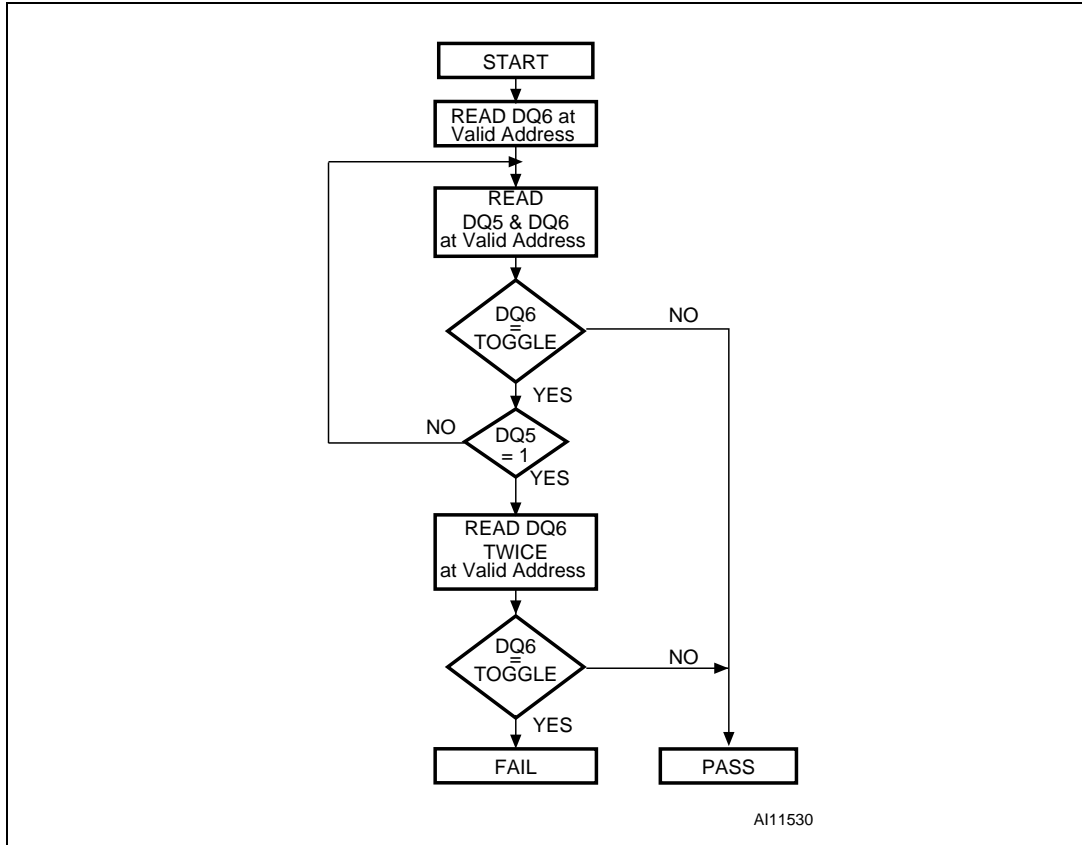 START
READ DQ6 at
Valid Address
READ
DQ5 & DQ6
at Valid Address
DQ6
=
TOGGLE
NO
YES
NO
DQ5
= 1
YES
READ DQ6
TWICE
at Valid Address
DQ6
=
TOGGLE
NO
YES
FAIL
PASS
AI11530